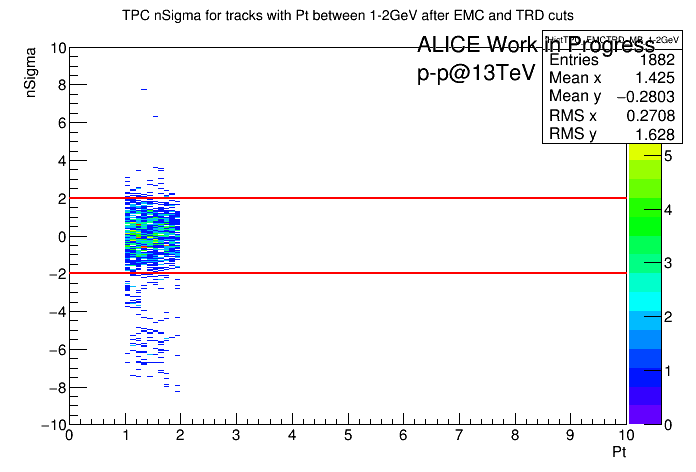 TPC nSigma for tracks with Pt between 1-2GeV after EMC and TRD cuts
nSigma
ALICE Work in Progress
p-p@13TeV
Entries 1882
Mean x 1.425
Mean y −0.2803
RMS x 0.2708
RMS y 1.628
10
8
6
4
2
0
−2
−4
−6
−8
−10
0 1 2 3 4 5 6 7 8 9 10
Pt
5
4
3
2
1
0